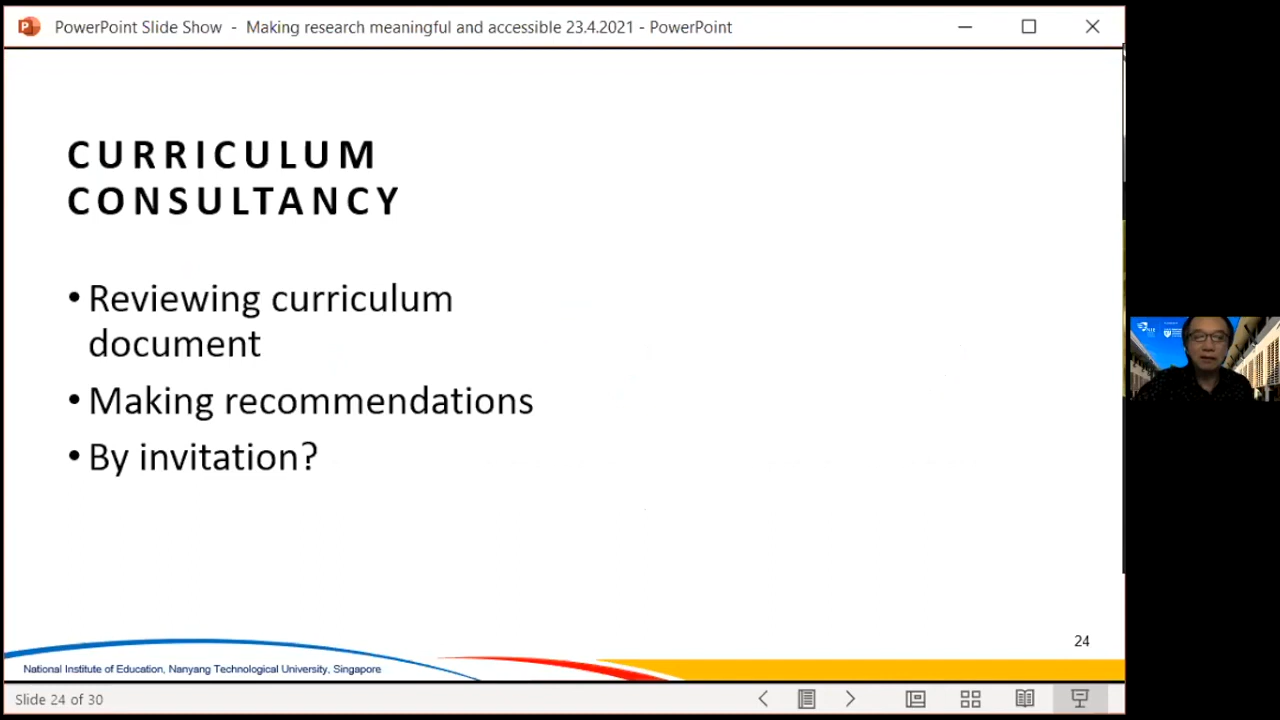 PowerPoint Slide Show - Making research meaningful and accessible 23.4.2021 - PowerPoint
CURRICULUM
CONSULTANCY
• Reviewing curriculum
document
• Making recommendations
• By invitation?
24
National Institute of Education, Nanyang Technological University, Singapore
Slide 24 of 30